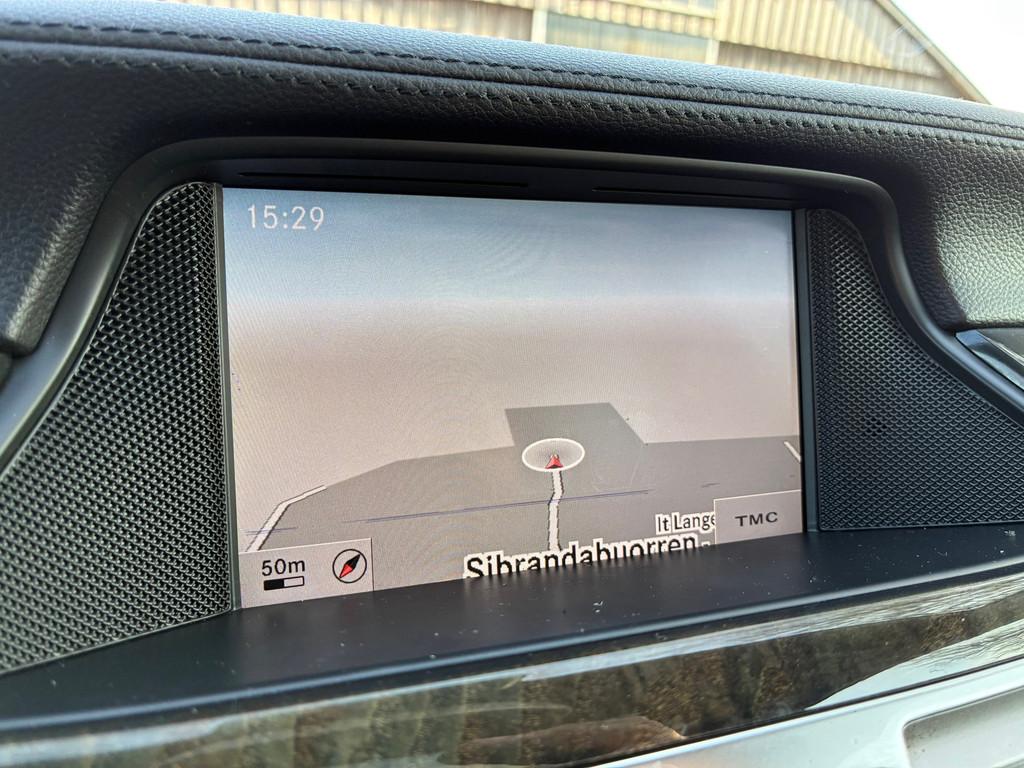 15:29
It Lange
TMC
Sibrandabuorren
50m